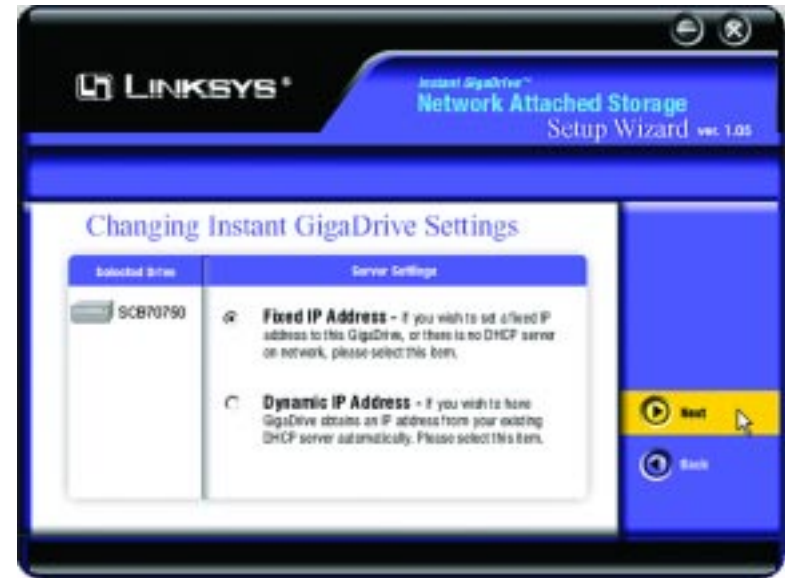 LINKSYS®
Instant GigaDrive™
Network Attached Storage
Setup Wizard ver. 1.05
Changing Instant GigaDrive Settings
Selected Drive
Server Settings
SCB70760
Fixed IP Address - If you wish to set a fixed IP
address to this GigaDrive, or there is no DHCP server
on network, please select this item.
Dynamic IP Address - If you wish to have
GigaDrive obtains an IP address from your existing
DHCP server automatically. Please select this item.
Next
Back